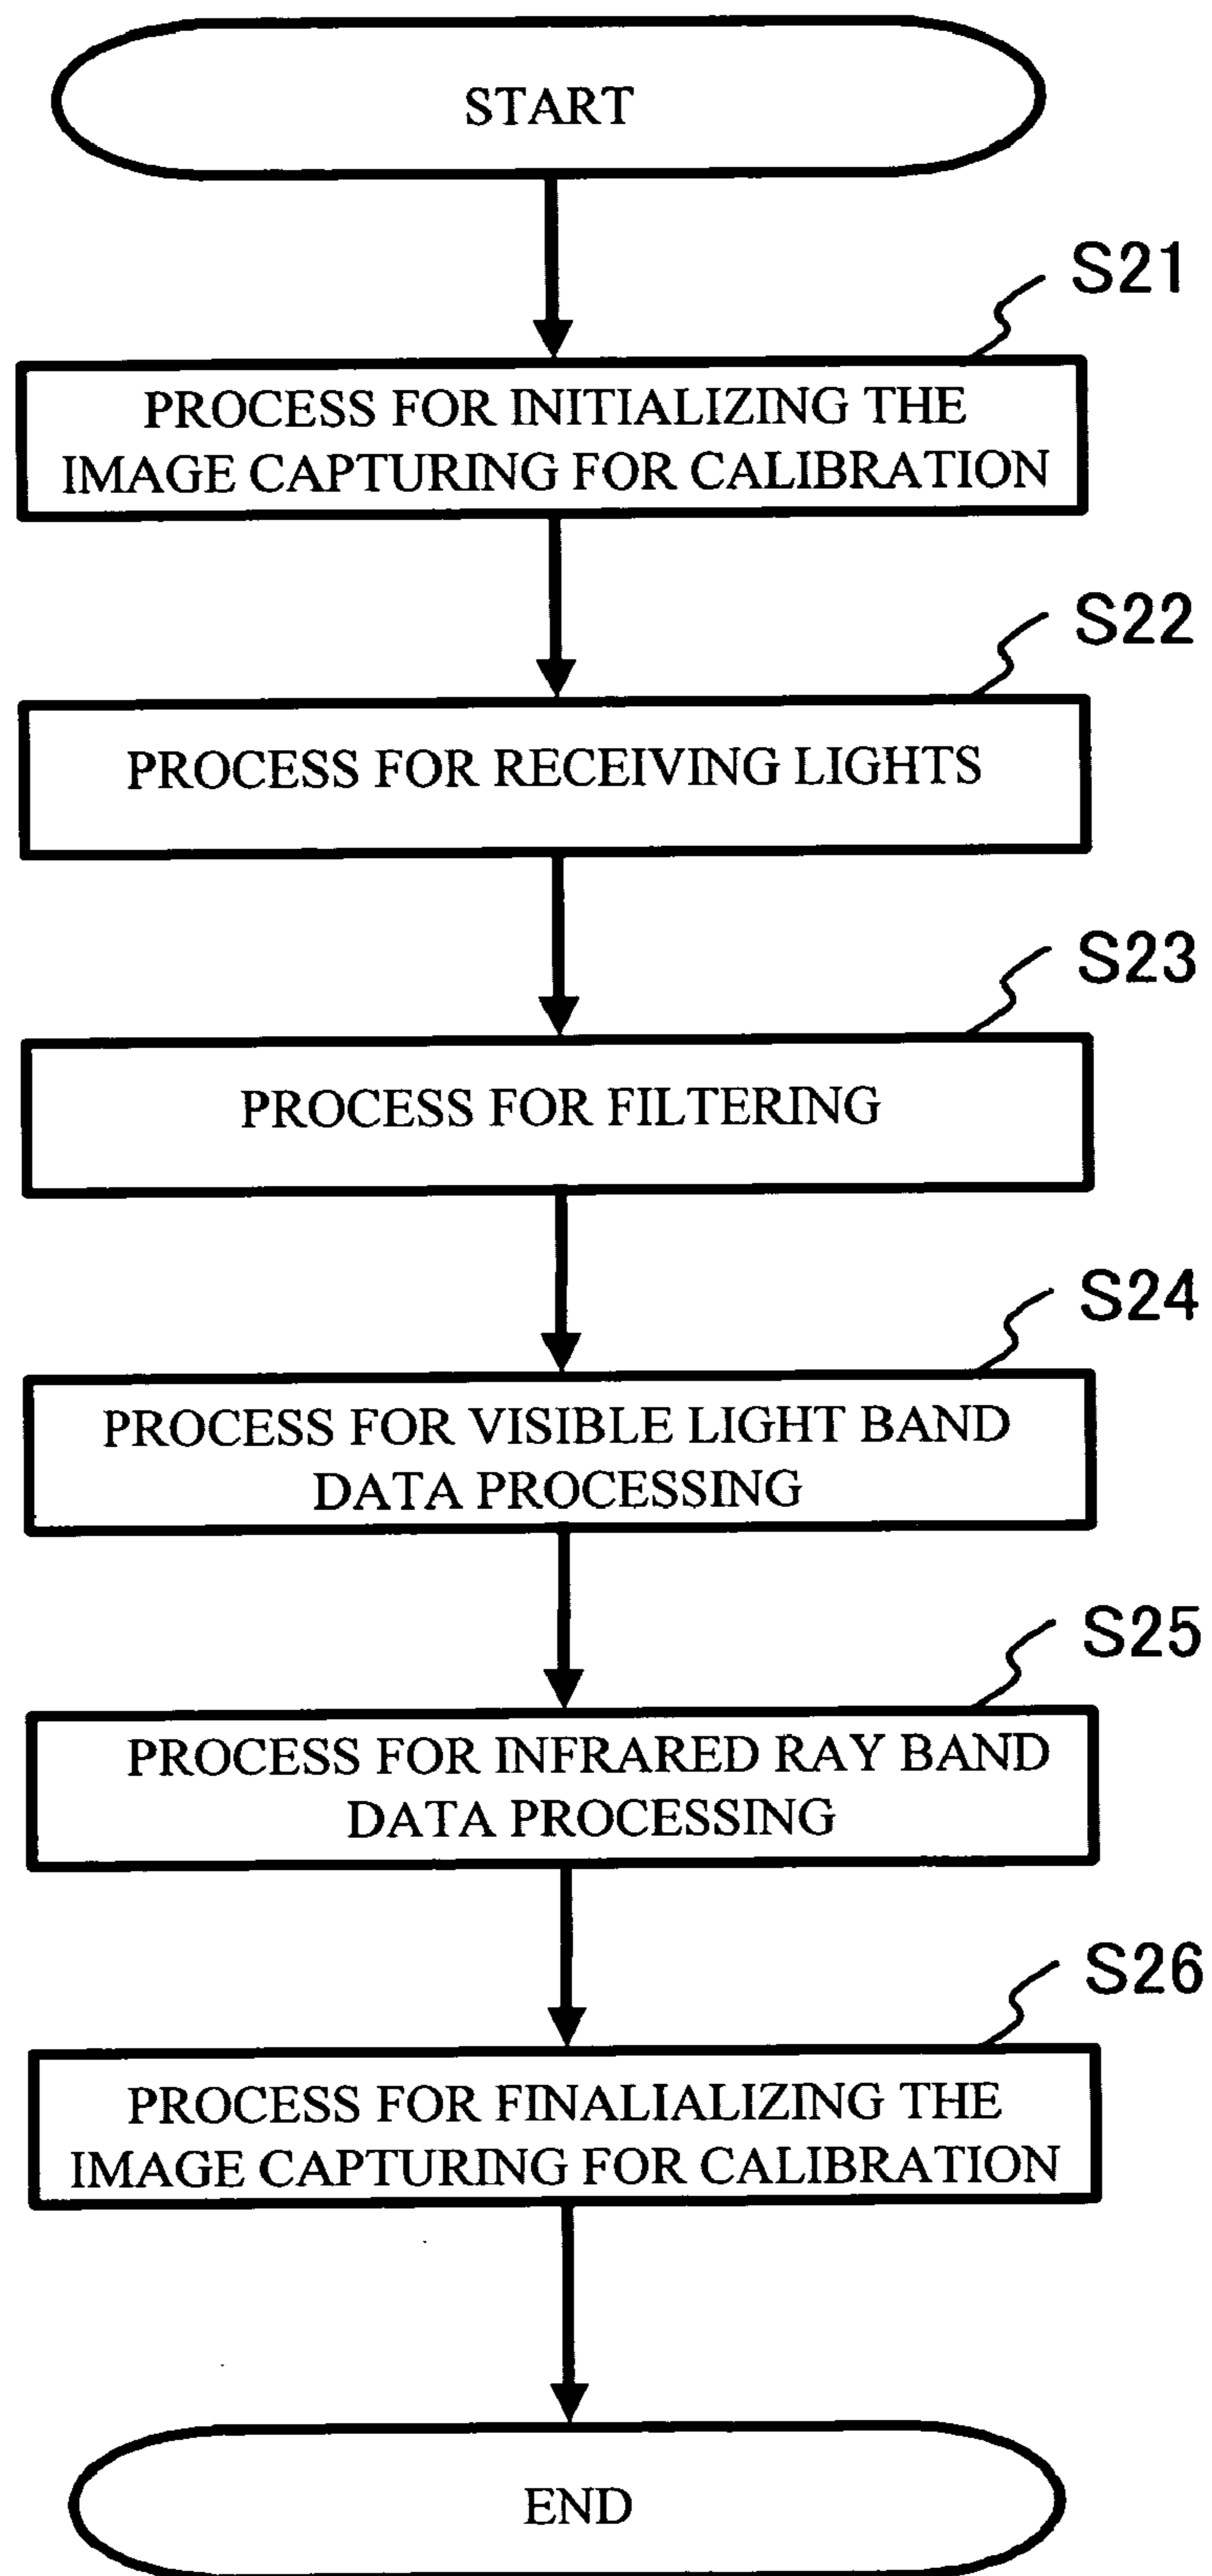 START
S21
PROCESS FOR INITIALIZING THE
IMAGE CAPTURING FOR CALIBRATION
S22
PROCESS FOR RECEIVING LIGHTS
S23
PROCESS FOR FILTERING
S24
PROCESS FOR VISIBLE LIGHT BAND
DATA PROCESSING
S25
PROCESS FOR INFRARED RAY BAND
DATA PROCESSING
S26
PROCESS FOR FINALIALIZING THE
IMAGE CAPTURING FOR CALIBRATION
END